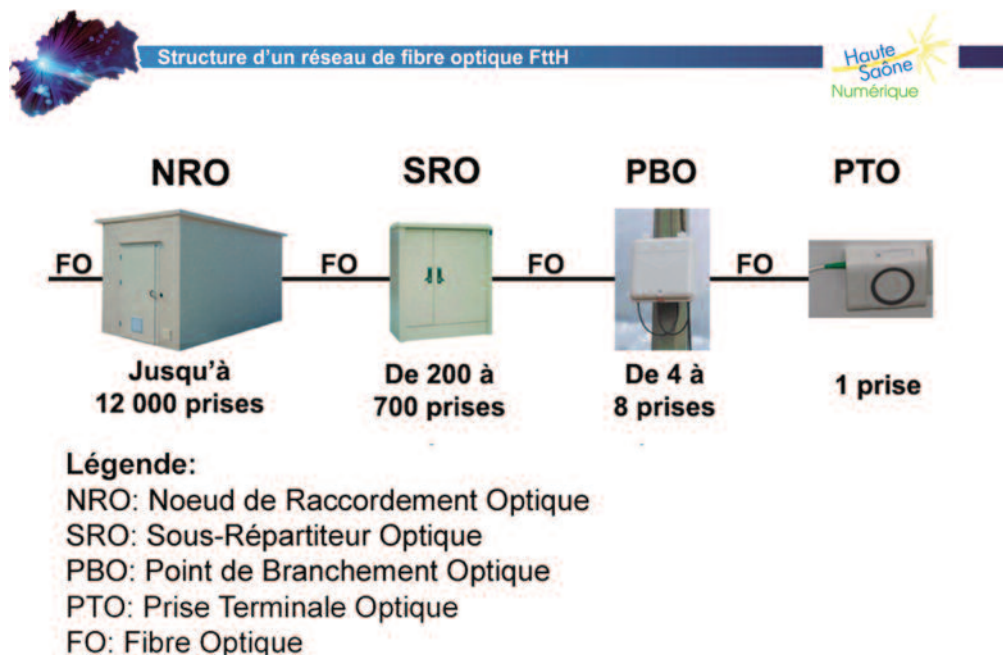 Structure d'un réseau de fibre optique FttH
Haute
Saône
Numérique
NRO
SRO
PBO
PTO
FO
FO
FO
FO
Jusqu'à
12 000 prises
De 200 à
700 prises
De 4 à
8 prises
1 prise
Légende:
NRO: Noeud de Raccordement Optique
SRO: Sous-Répartiteur Optique
PBO: Point de Branchement Optique
PTO: Prise Terminale Optique
FO: Fibre Optique